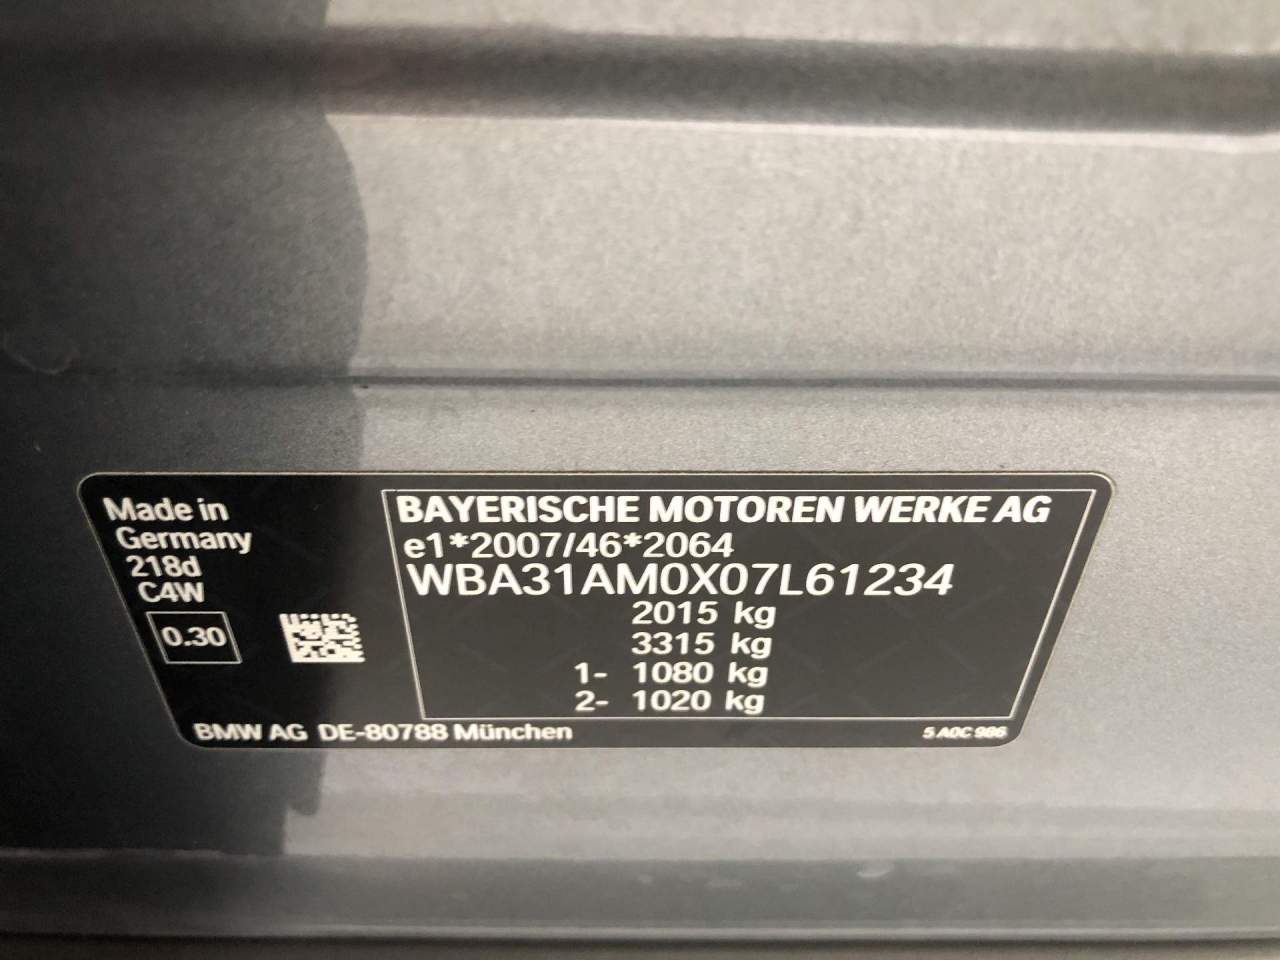 Made in
Germany
218d
C4W
0.30
BAYERISCHE MOTOREN WERKE AG
e1*2007/46*2064
WBA31AM0X07L61234
2015 kg
3315 kg
1- 1080 kg
2- 1020 kg
BMW AG DE-80788 München
5 A0C 986